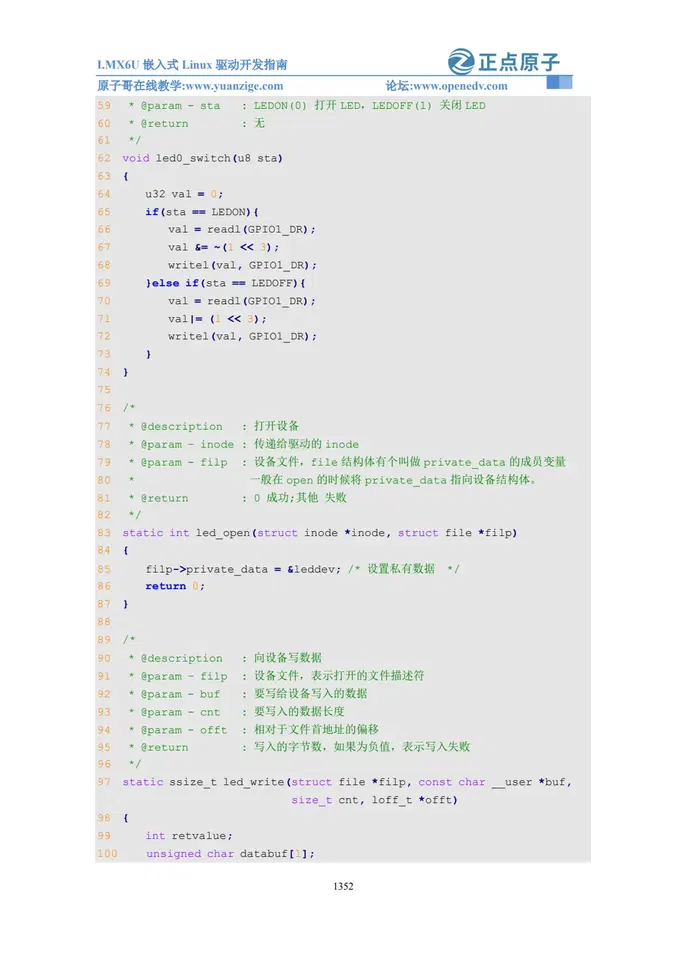 I.MX6U 嵌入式 Linux 驱动开发指南
正点原子
原子哥在线教学:www.yuanzige.com 论坛:www.openedv.com
59 * @param - sta : LEDON(0) 打开 LED，LEDOFF(1) 关闭 LED
60 * @return : 无
61 */
62 void led0_switch(u8 sta)
63 {
64 u32 val = 0;
65 if(sta == LEDON){
66 val = readl(GPIO1_DR);
67 val &= ~(1 << 3);
68 writel(val, GPIO1_DR);
69 }else if(sta == LEDOFF){
70 val = readl(GPIO1_DR);
71 val|= (1 << 3);
72 writel(val, GPIO1_DR);
73 }
74 }
75
76 /*
77 * @description : 打开设备
78 * @param – inode : 传递给驱动的 inode
79 * @param - filp : 设备文件，file 结构体有个叫做 private_data 的成员变量
80 * 一般在 open 的时候将 private_data 指向设备结构体。
81 * @return : 0 成功;其他 失败
82 */
83 static int led_open(struct inode *inode, struct file *filp)
84 {
85 filp->private_data = &leddev; /* 设置私有数据 */
86 return 0;
87 }
88
89 /*
90 * @description : 向设备写数据
91 * @param – filp : 设备文件，表示打开的文件描述符
92 * @param - buf : 要写给设备写入的数据
93 * @param - cnt : 要写入的数据长度
94 * @param - offt : 相对于文件首地址的偏移
95 * @return : 写入的字节数，如果为负值，表示写入失败
96 */
97 static ssize_t led_write(struct file *filp, const char __user *buf,
size_t cnt, loff_t *offt)
98 {
99 int retvalue;
100 unsigned char databuf[1];
1352